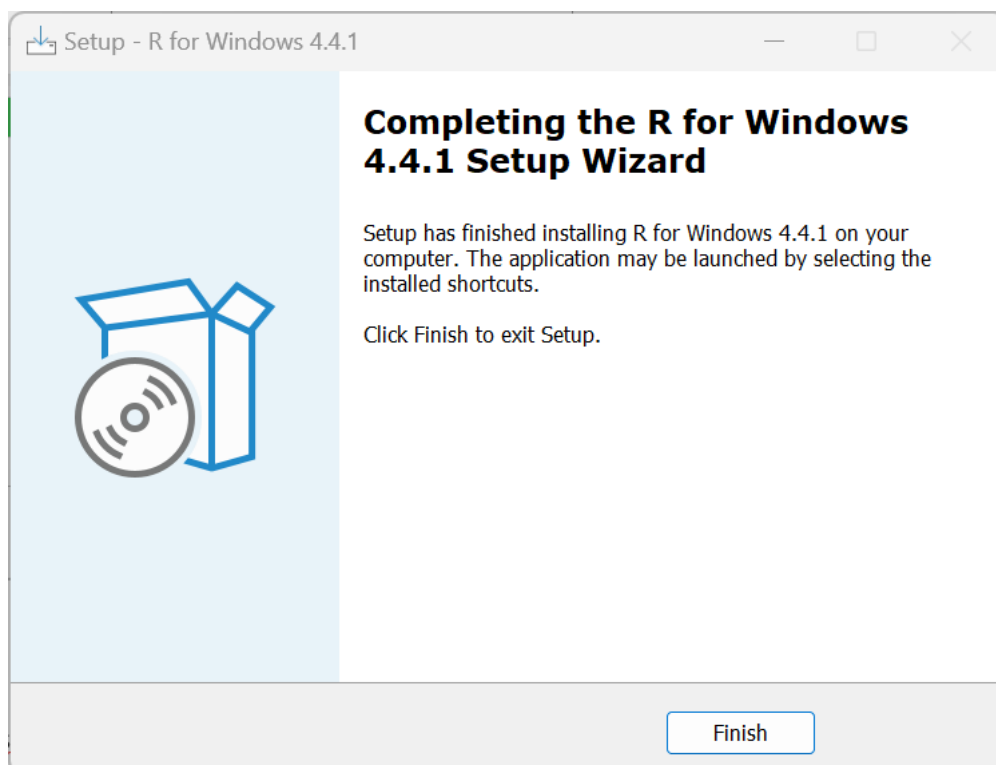 Setup - R for Windows 4.4.1
Completing the R for Windows
4.4.1 Setup Wizard
Setup has finished installing R for Windows 4.4.1 on your
computer. The application may be launched by selecting the
installed shortcuts.
Click Finish to exit Setup.
Finish